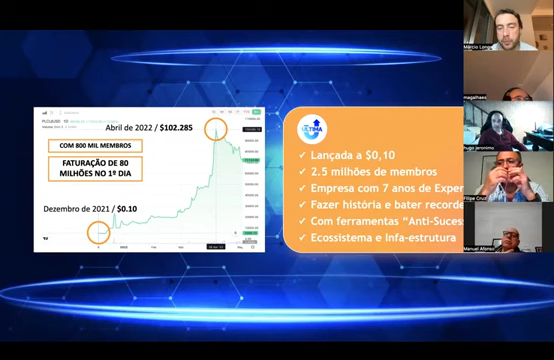 Abril de 2022 / $102.285
COM 800 MIL MEMBROS
FATURAÇÃO DE 80
MILHÕES NO 1º DIA
Dezembro de 2021 / $0.10
ULTIMA
✓ Lançada a $0,10
✓ 2.5 milhões de membros
✓ Empresa com 7 anos de Exper
✓ Fazer história e bater recorde
✓ Com ferramentas "Anti-Suces
✓ Ecossistema e Infa-estrutura
Márcio Longo
magalhaes
hugo jeronimo
Filipe Cruz
Manuel Afonso